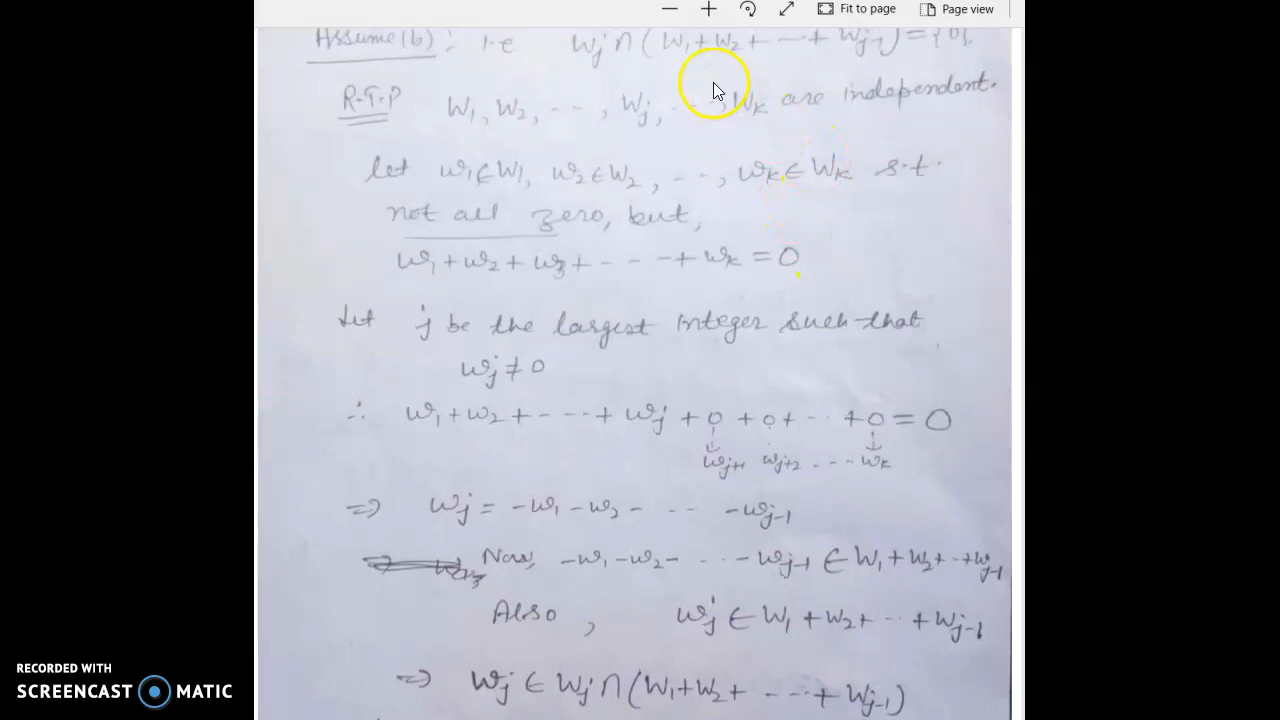 Fit to page Page view
Assume (b) : i.e Wj ∩ (W1 + W2 + --- + Wj-1) = {0}.
R.T.P W1, W2, - - -, Wj, - - -, Wk are independent.
let w1 ∈ W1, w2 ∈ W2, - - -, wk ∈ Wk s.t.
not all zero, but,
w1 + w2 + w3 + - - - - + wk = 0
Let j be the largest integer such that
wj ≠ 0
∴ w1 + w2 + - - - - + wj + 0 + 0 + - - - + 0 = 0
wj+1 wj+2 - - - - wk
⇒ wj = -w1 - w2 - - - - - wj-1
Now, -w1 - w2 - - - - - wj-1 ∈ W1 + W2 + - - + Wj-1
Also, wj ∈ W1 + W2 + - - - + Wj-1
⇒ wj ∈ Wj ∩ (W1 + W2 + - - - - + Wj-1)
RECORDED WITH
SCREENCAST MATIC